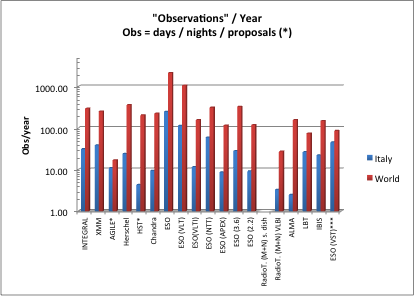 "Observations" / Year
Obs = days / nights / proposals (*)
Obs/year
1000.00
100.00
10.00
1.00
INTEGRAL
XMM
AGILE*
Herschel
HST*
Chandra
ESO
ESO (VLT)
ESO(VLTI)
ESO (NTT)
ESO (APEX)
ESO (3.6)
ESO (2.2)
RadioT. (M+N) s. dish
RadioT. (M+N) VLBI
ALMA
LBT
IBIS
ESO (VST)***
Italy
World